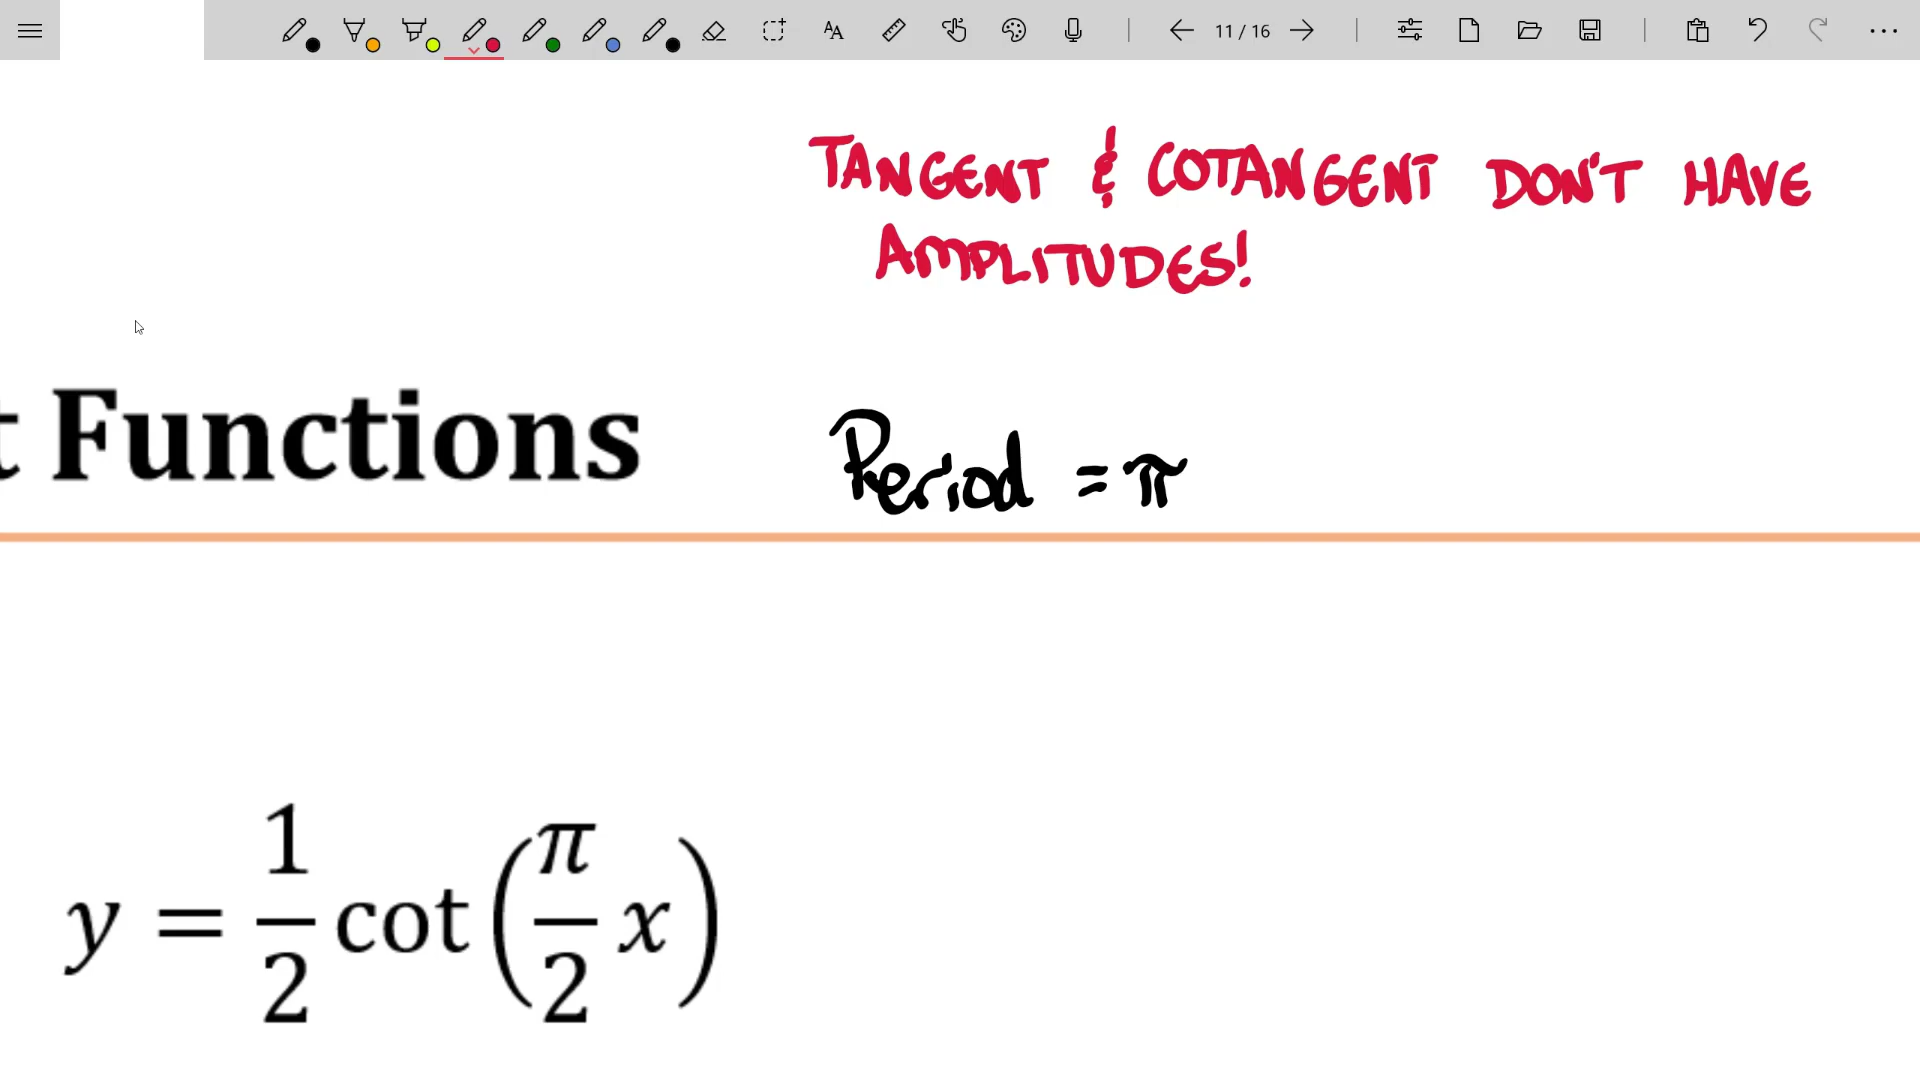 11 / 16
TANGENT & COTANGENT DON'T HAVE
AMPLITUDES!
t Functions
Period = π
y = 1/2 cot(π/2 x)